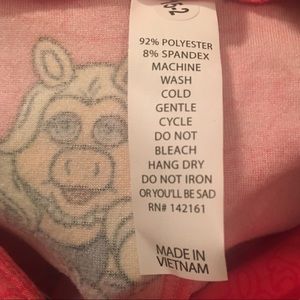 92% POLYESTER
8% SPANDEX
MACHINE
WASH
COLD
GENTLE
CYCLE
DO NOT
BLEACH
HANG DRY
DO NOT IRON
OR YOU'LL BE SAD
RN# 142161
MADE IN
VIETNAM